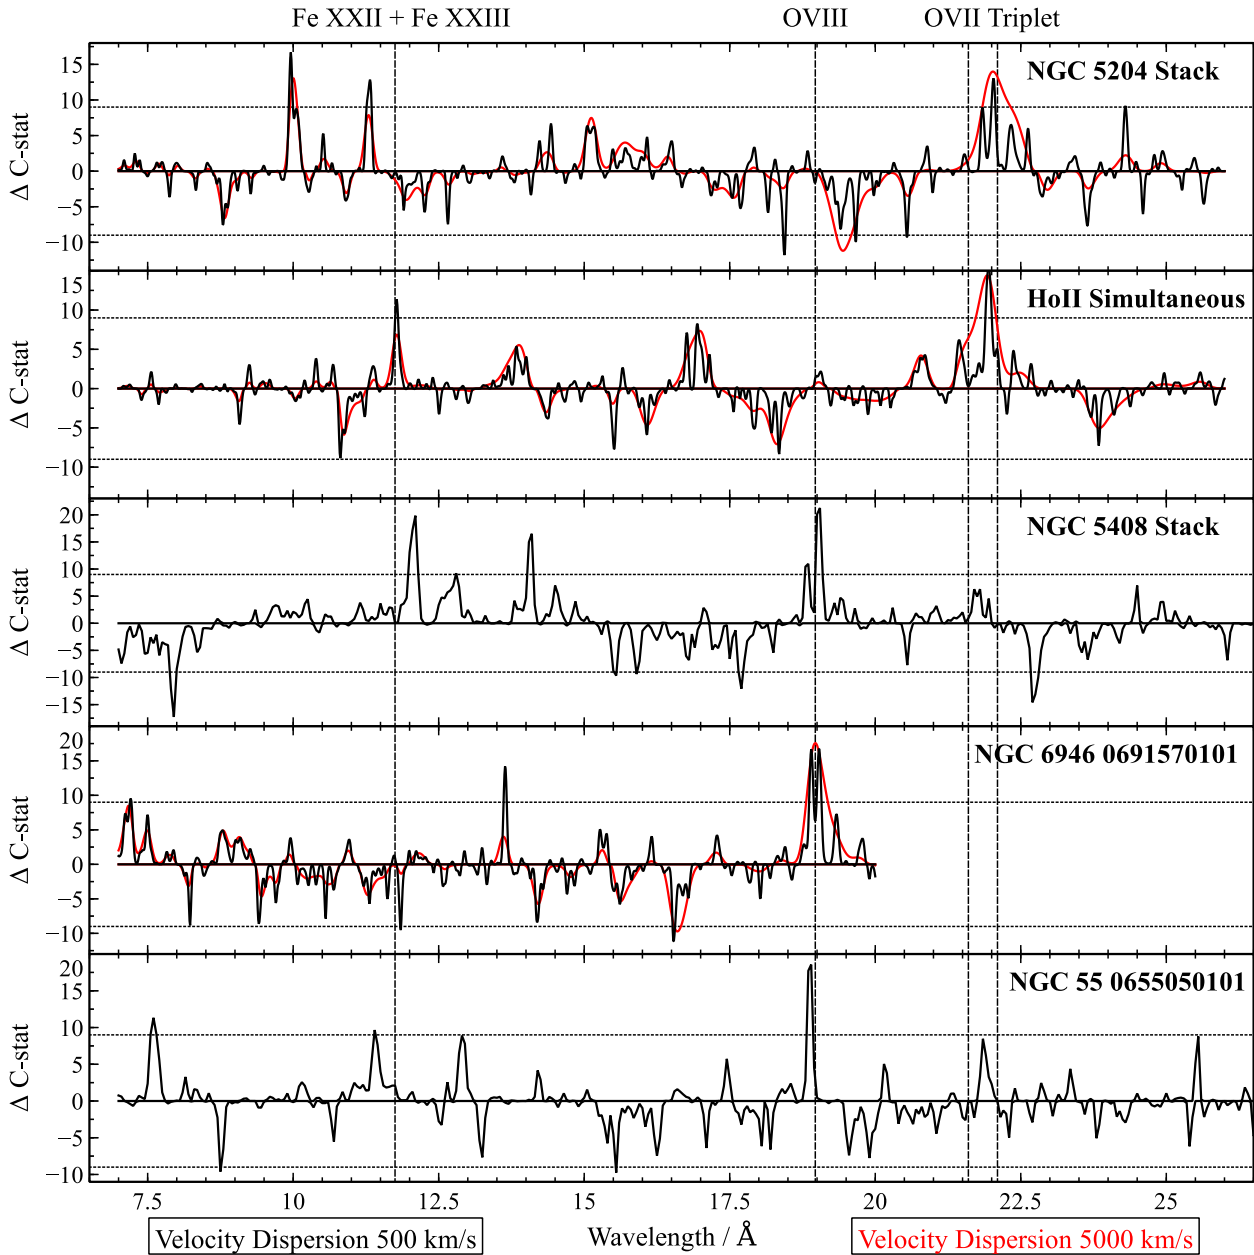 Fe XXII + Fe XXIII OVIII OVII Triplet
NGC 5204 Stack
Δ C-stat
15
10
5
0
−5
−10
HoII Simultaneous
Δ C-stat
15
10
5
0
−5
−10
NGC 5408 Stack
Δ C-stat
20
15
10
5
0
−5
−10
−15
NGC 6946 0691570101
Δ C-stat
20
15
10
5
0
−5
−10
NGC 55 0655050101
Δ C-stat
20
15
10
5
0
−5
−10
7.5 10 12.5 15 17.5 20 22.5 25
Velocity Dispersion 500 km/s Wavelength / Å Velocity Dispersion 5000 km/s